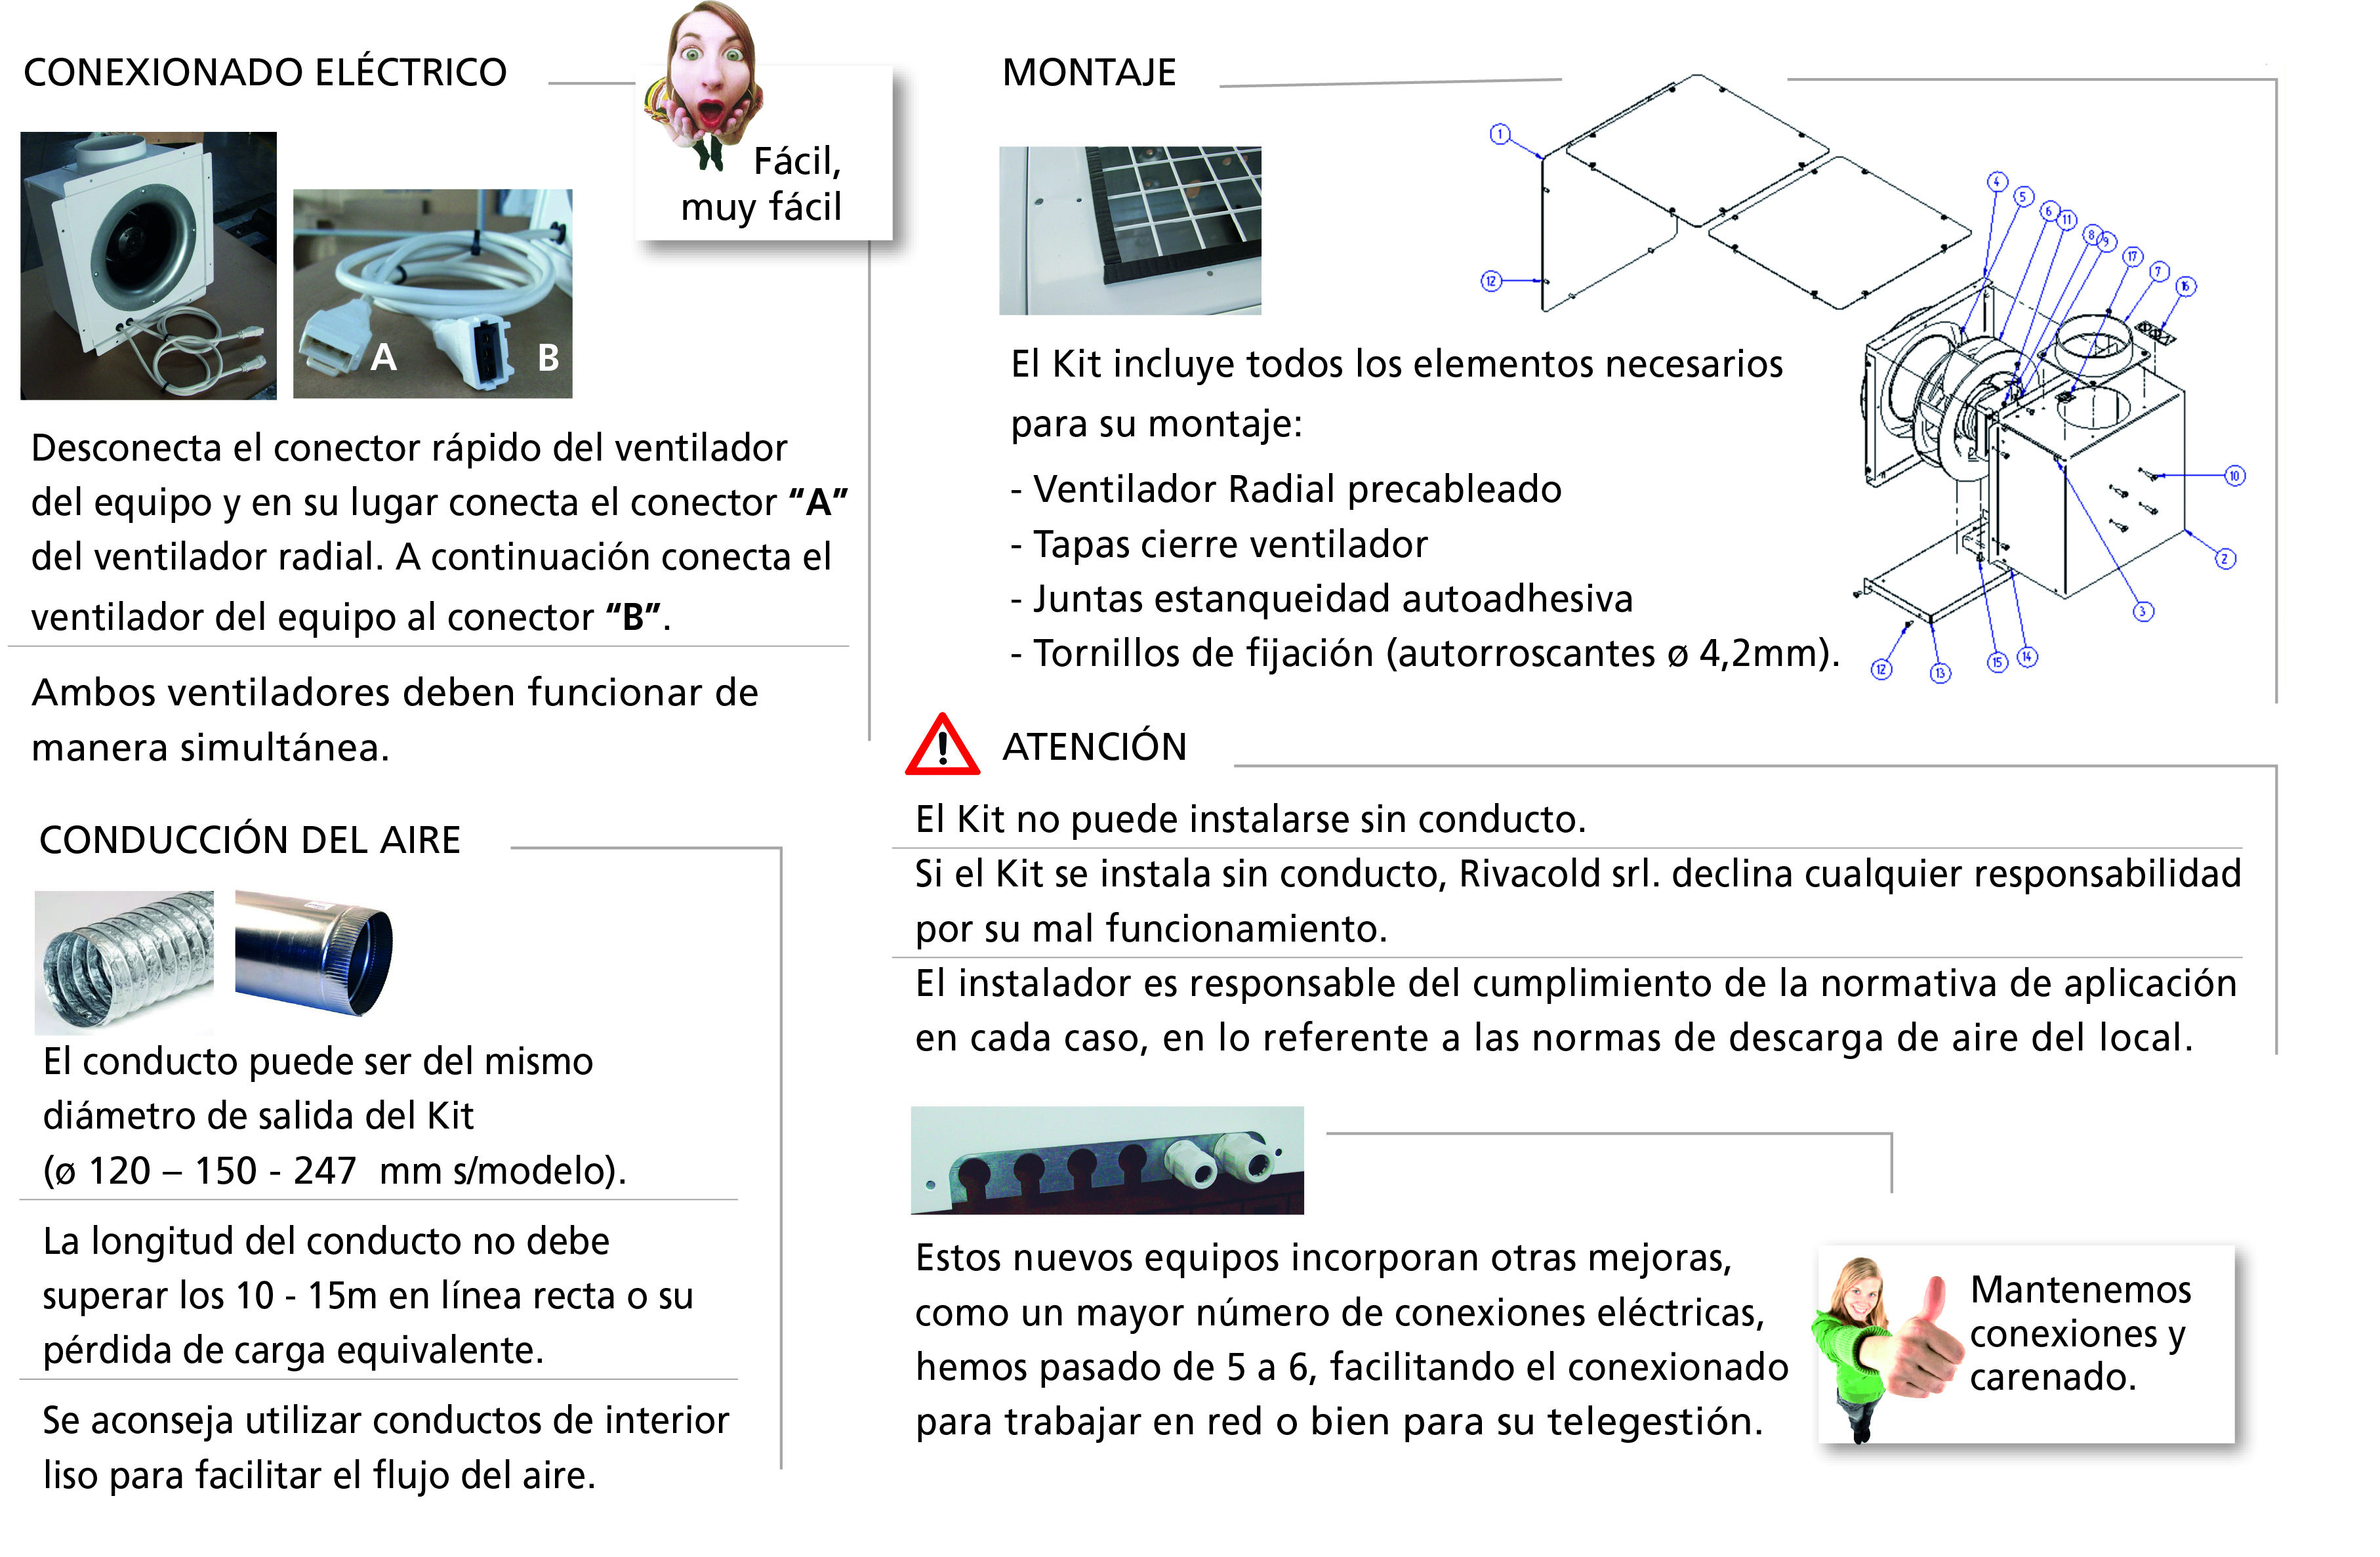 CONEXIONADO ELÉCTRICO
Fácil,
muy fácil
A
B
Desconecta el conector rápido del ventilador
del equipo y en su lugar conecta el conector “A”
del ventilador radial. A continuación conecta el
ventilador del equipo al conector “B”.
Ambos ventiladores deben funcionar de
manera simultánea.
CONDUCCIÓN DEL AIRE
El conducto puede ser del mismo
diámetro de salida del Kit
(ø 120 – 150 - 247 mm s/modelo).
La longitud del conducto no debe
superar los 10 - 15m en línea recta o su
pérdida de carga equivalente.
Se aconseja utilizar conductos de interior
liso para facilitar el flujo del aire.
MONTAJE
1
12
4
5
6
11
8
9
17
7
16
10
2
3
14
15
13
12
El Kit incluye todos los elementos necesarios
para su montaje:
- Ventilador Radial precableado
- Tapas cierre ventilador
- Juntas estanqueidad autoadhesiva
- Tornillos de fijación (autorroscantes ø 4,2mm).
ATENCIÓN
El Kit no puede instalarse sin conducto.
Si el Kit se instala sin conducto, Rivacold srl. declina cualquier responsabilidad
por su mal funcionamiento.
El instalador es responsable del cumplimiento de la normativa de aplicación
en cada caso, en lo referente a las normas de descarga de aire del local.
Estos nuevos equipos incorporan otras mejoras,
como un mayor número de conexiones eléctricas,
hemos pasado de 5 a 6, facilitando el conexionado
para trabajar en red o bien para su telegestión.
Mantenemos
conexiones y
carenado.